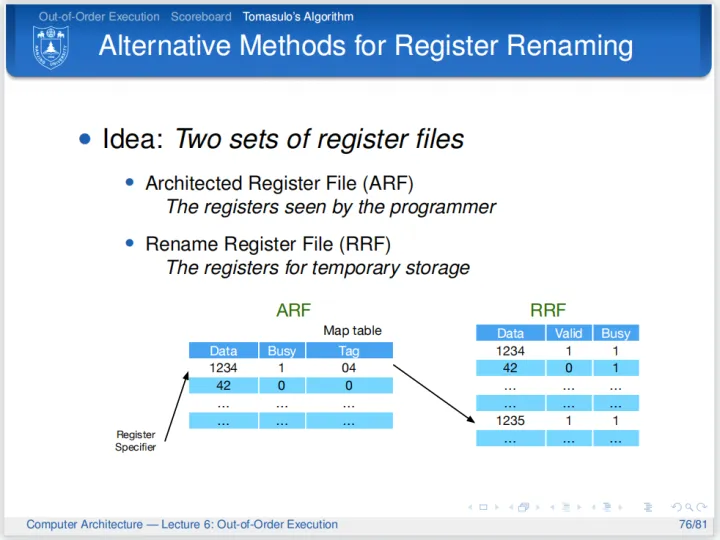 Out-of-Order Execution Scoreboard Tomasulo's Algorithm
Alternative Methods for Register Renaming
Idea: Two sets of register files
Architected Register File (ARF)
The registers seen by the programmer
Rename Register File (RRF)
The registers for temporary storage
ARF
Map table
Data Busy Tag
1234 1 04
42 0 0
... ... ...
... ... ...
Register
Specifier
RRF
Data Valid Busy
1234 1 1
42 0 1
... ... ...
... ... ...
1235 1 1
... ... ...
Computer Architecture — Lecture 6: Out-of-Order Execution 76/81